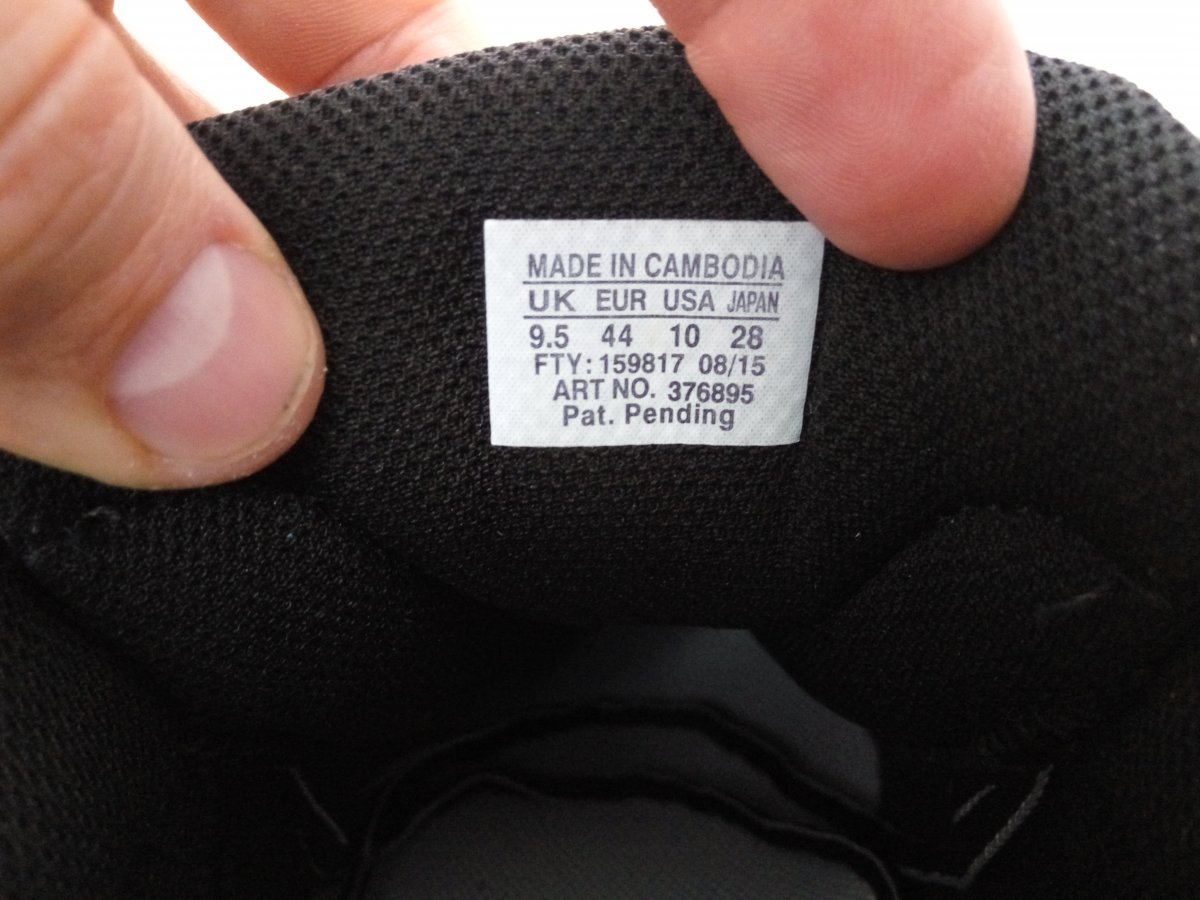 MADE IN CAMBODIA
UK EUR USA JAPAN
9.5 44 10 28
FTY: 159817 08/15
ART NO. 376895
Pat. Pending